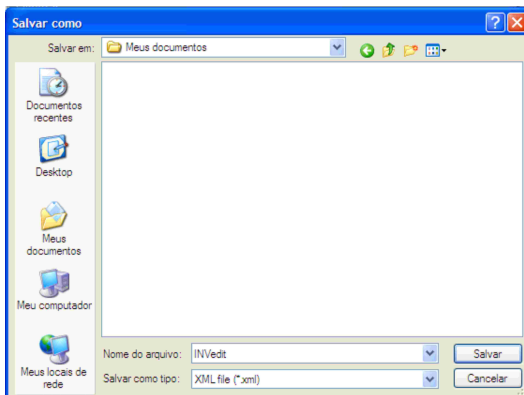 Salvar como
Salvar em:
Meus documentos
Documentos
recentes
Desktop
Meus
documentos
Meu computador
Meus locais de
rede
Nome do arquivo:
INVedit
Salvar
Salvar como tipo:
XML file (*.xml)
Cancelar